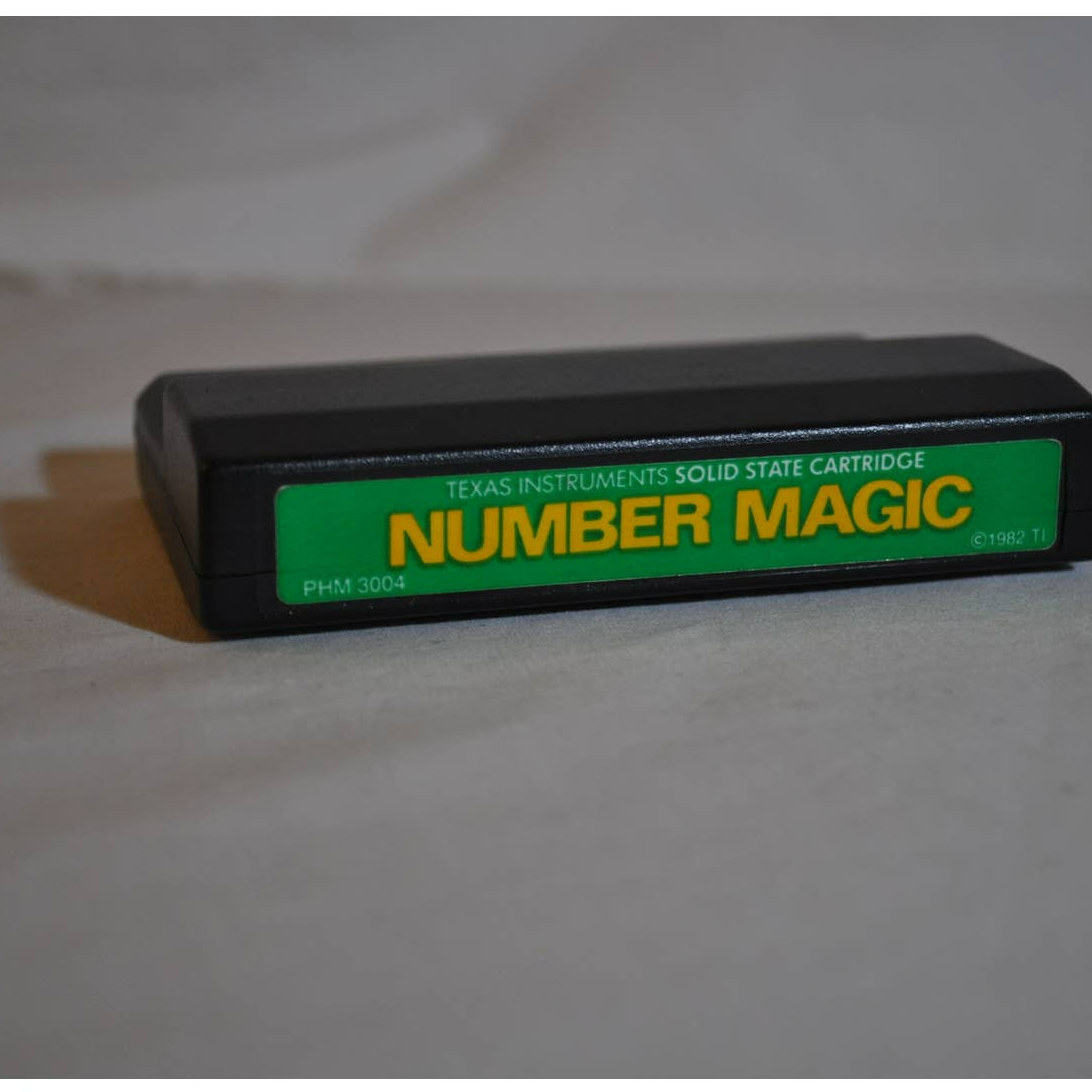 TEXAS INSTRUMENTS SOLID STATE CARTRIDGE
NUMBER MAGIC
PHM 3004
©1982 TI